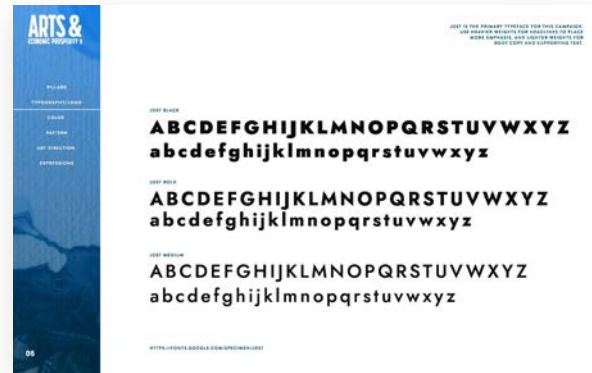 ARTS &
ECONOMIC PROSPERITY 6
PILLARS
TYPOGRAPHY/LOGO
COLOR
PATTERN
ART DIRECTION
EXPRESSIONS
05
JOST IS THE PRIMARY TYPEFACE FOR THIS CAMPAIGN.
USE HEAVIER WEIGHTS FOR HEADLINES TO PLACE
MORE EMPHASIS, AND LIGHTER WEIGHTS FOR
BODY COPY AND SUPPORTING TEXT.
JOST BLACK
ABCDEFGHIJKLMNOPQRSTUVWXYZ
abcdefghijklmnopqrstuvwxyz
JOST BOLD
ABCDEFGHIJKLMNOPQRSTUVWXYZ
abcdefghijklmnopqrstuvwxyz
JOST MEDIUM
ABCDEFGHIJKLMNOPQRSTUVWXYZ
abcdefghijklmnopqrstuvwxyz
HTTPS://FONTS.GOOGLE.COM/SPECIMEN/JOST